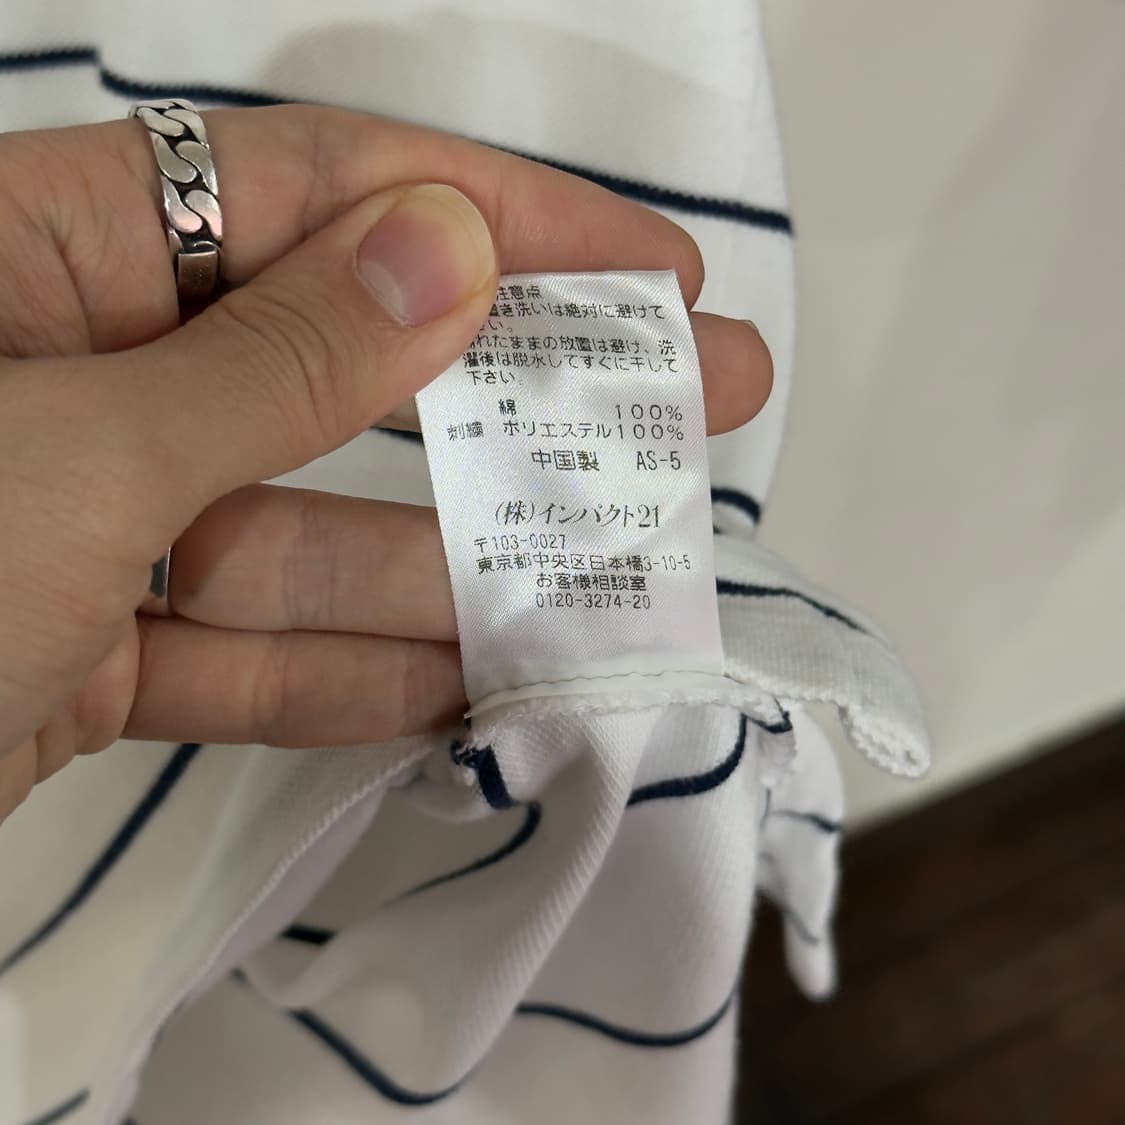 注意点
置き洗いは絶対に避けて
い。
れたままの放置は避け、洗
濯後は脱水してすぐに干して
下さい。
綿 100%
刺繍 ポリエステル100%
中国製 AS-5
(株)インパクト21
〒103-0027
東京都中央区日本橋3-10-5
お客様相談室
0120-3274-20